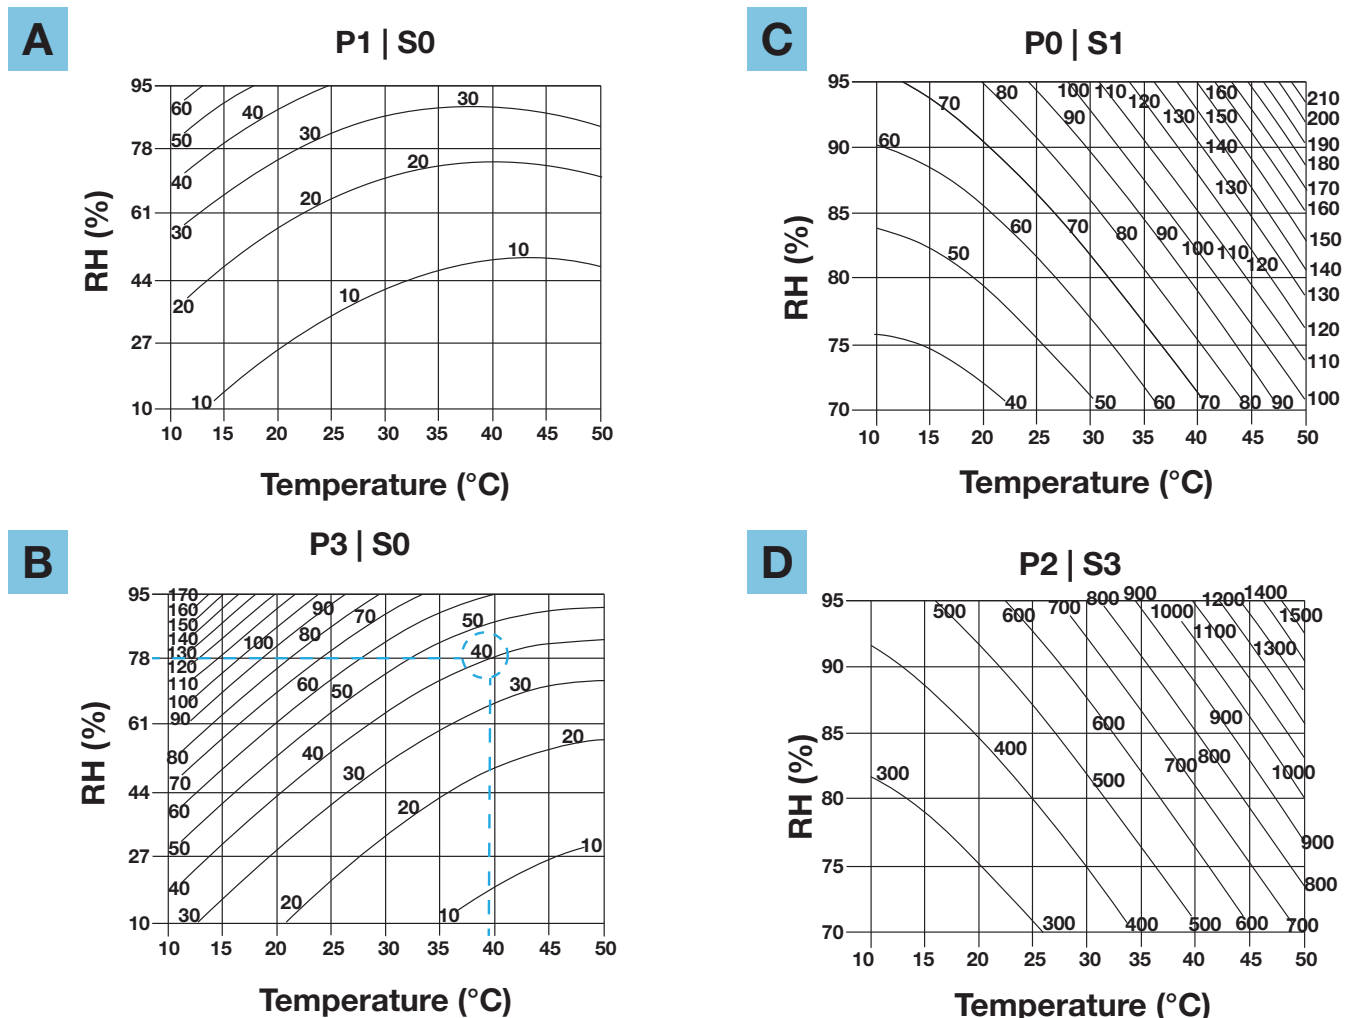 A
P1 | S0
RH (%)
95
78
61
44
27
10
60
50
40
30
20
10
40
30
20
10
30
20
10
10 15 20 25 30 35 40 45 50
Temperature (°C)
C
P0 | S1
RH (%)
95
90
85
80
75
70
70 80 100 110 120 160
90 130 150
60 140
130
60 70 80 90 100 110 120
50
40 50 60 70 80 90
210
200
190
180
170
160
150
140
130
120
110
100
10 15 20 25 30 35 40 45 50
Temperature (°C)
B
P3 | S0
RH (%)
95
78
61
44
27
10
170
160
150
140
130
120
110
100
90
80
70
60
50
40
30
100 80 90 70 50
40
60 50 30
40 30 20
20
20 10 10
10 15 20 25 30 35 40 45 50
Temperature (°C)
D
P2 | S3
RH (%)
95
90
85
80
75
70
500 600 700 800 900 1000 1200 1400
1500
1100
1300
600 900
400 700 800 1000
300 500
900
800
300 400 500 600 700
10 15 20 25 30 35 40 45 50
Temperature (°C)